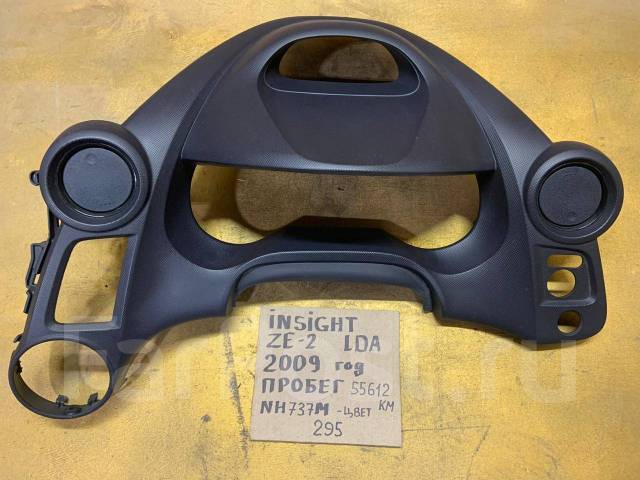 iNSiGHT
ZE-2 LDA
2009 год
ПРОБЕГ 55612 КМ
NH737M -ЦВЕТ
295